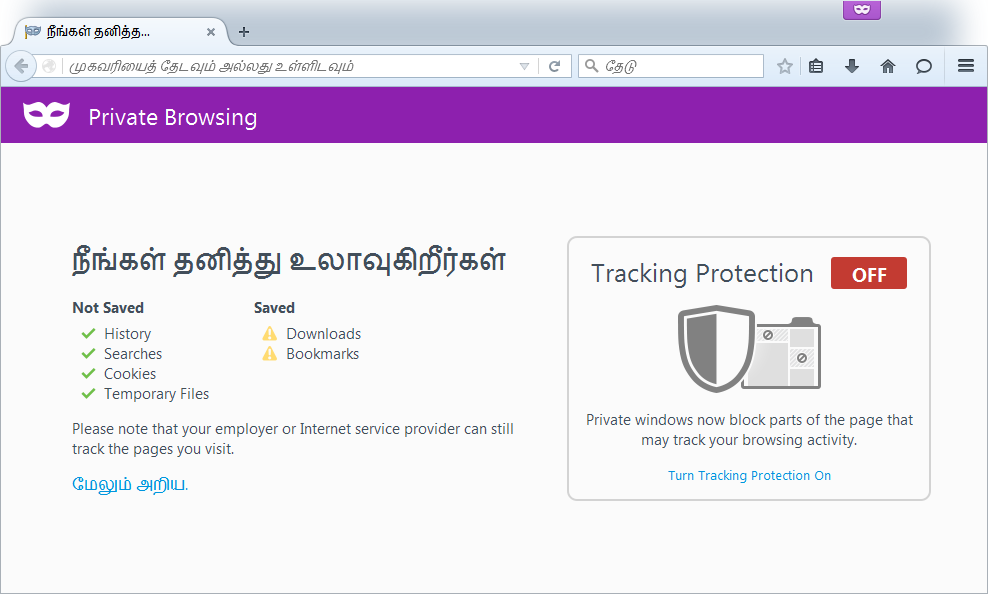 நீங்கள் தனித்த...
முகவரியைத் தேடவும் அல்லது உள்ளிடவும்
தேடு
Private Browsing
நீங்கள் தனித்து உலாவுகிறீர்கள்
Not Saved
History
Searches
Cookies
Temporary Files
Saved
Downloads
Bookmarks
Please note that your employer or Internet service provider can still
track the pages you visit.
மேலும் அறிய.
Tracking Protection OFF
Private windows now block parts of the page that
may track your browsing activity.
Turn Tracking Protection On